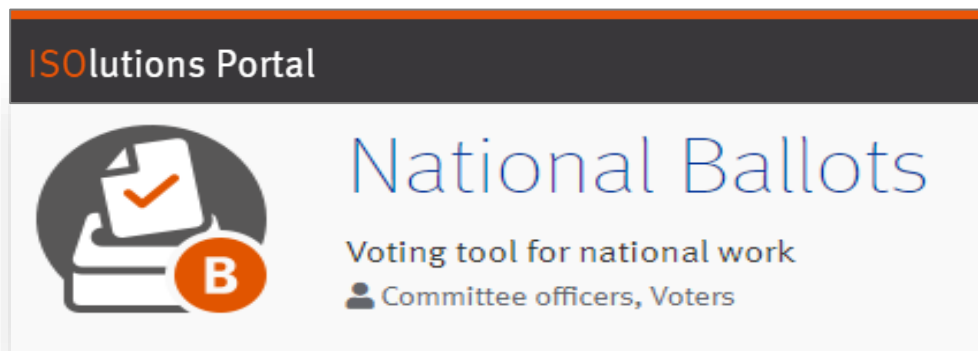 ISOlutions Portal
National Ballots
B
Voting tool for national work
Committee officers, Voters